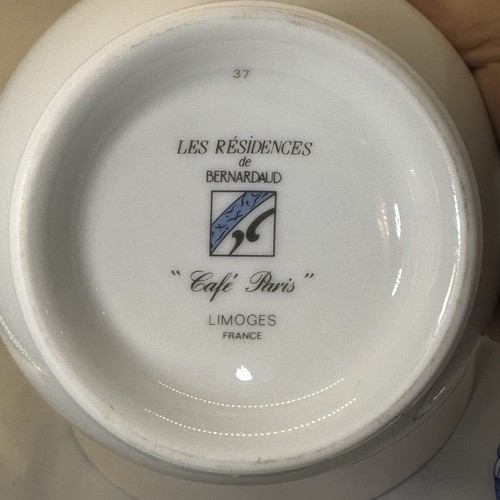 37
LES RÉSIDENCES
de
BERNARDAUD
" Café Paris "
LIMOGES
FRANCE